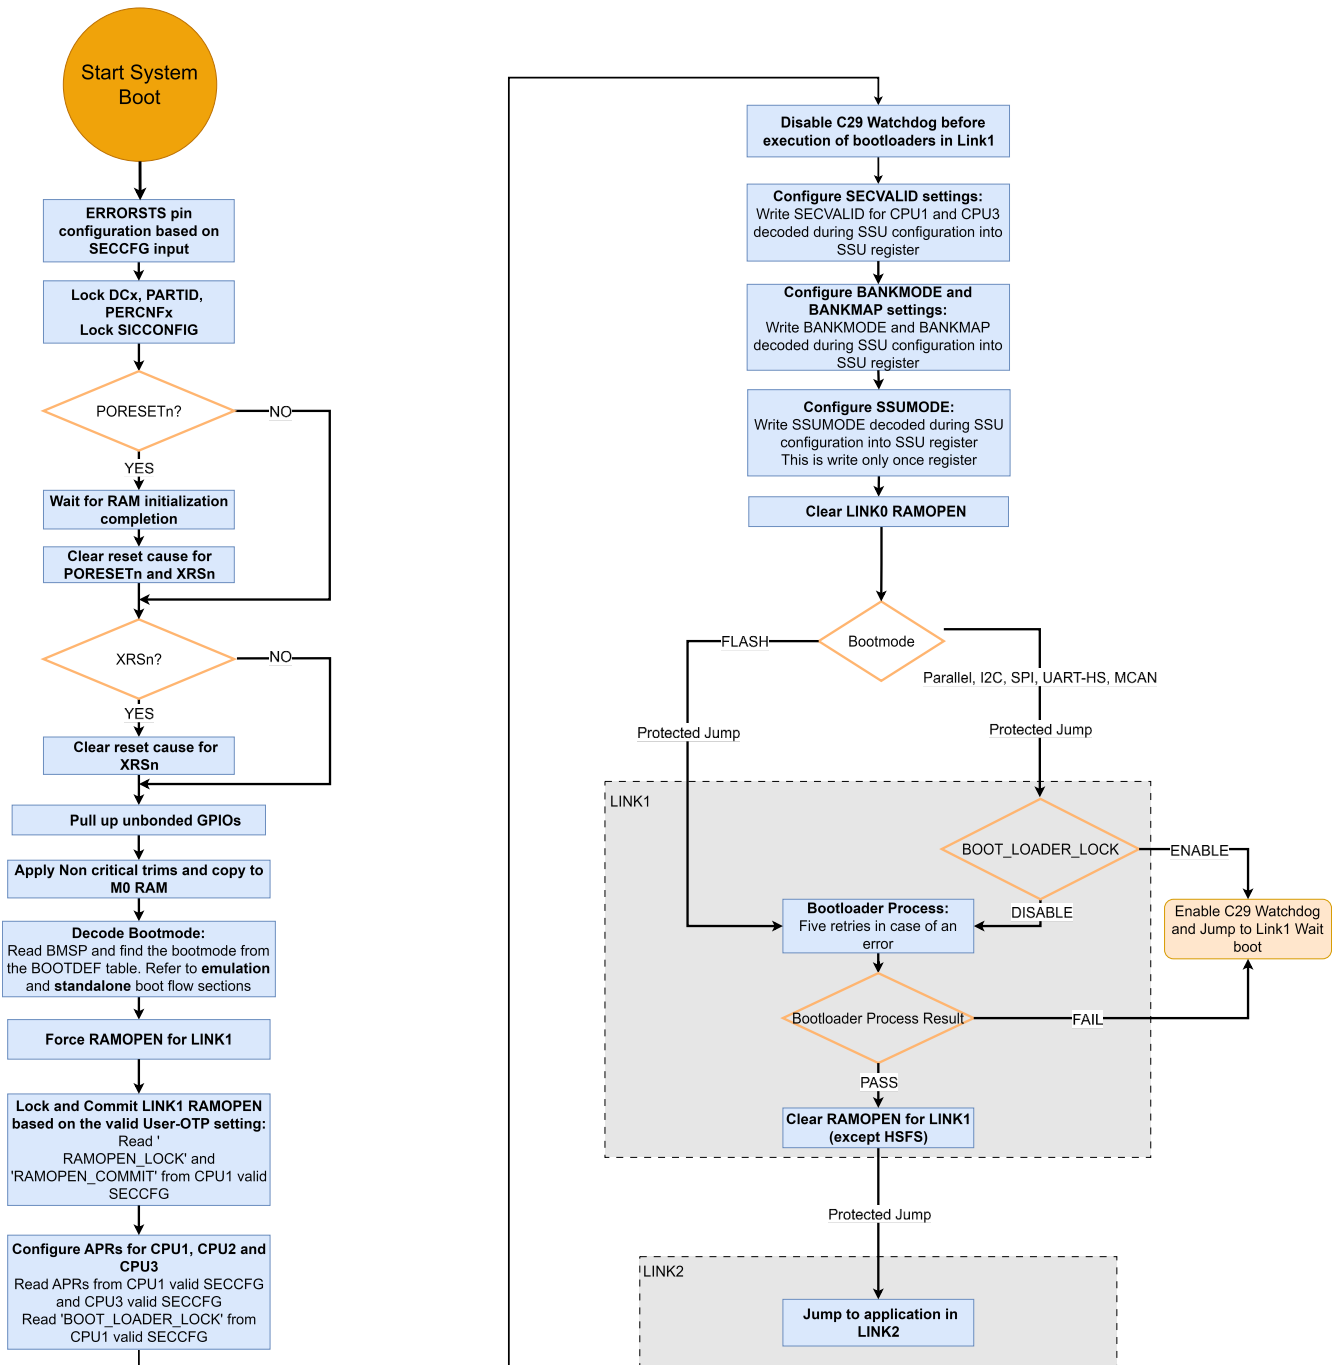 Start System
Boot
ERRORSTS pin
configuration based on
SECCFG input
Lock DCx, PARTID,
PERCNFx
Lock SICCONFIG
PORESETn?
NO
YES
Wait for RAM initialization
completion
Clear reset cause for
PORESETn and XRSn
XRSn?
NO
YES
Clear reset cause for
XRSn
Pull up unbonded GPIOs
Apply Non critical trims and copy to
M0 RAM
Decode Bootmode:
Read BMSP and find the bootmode from
the BOOTDEF table. Refer to emulation
and standalone boot flow sections
Force RAMOPEN for LINK1
Lock and Commit LINK1 RAMOPEN
based on the valid User-OTP setting:
Read '
RAMOPEN_LOCK' and
'RAMOPEN_COMMIT' from CPU1 valid
SECCFG
Configure APRs for CPU1, CPU2 and
CPU3
Read APRs from CPU1 valid SECCFG
and CPU3 valid SECCFG
Read 'BOOT_LOADER_LOCK' from
CPU1 valid SECCFG
Disable C29 Watchdog before
execution of bootloaders in Link1
Configure SECVALID settings:
Write SECVALID for CPU1 and CPU3
decoded during SSU configuration into
SSU register
Configure BANKMODE and
BANKMAP settings:
Write BANKMODE and BANKMAP
decoded during SSU configuration into
SSU register
Configure SSUMODE:
Write SSUMODE decoded during SSU
configuration into SSU register
This is write only once register
Clear LINK0 RAMOPEN
Bootmode
FLASH
Parallel, I2C, SPI, UART-HS, MCAN
Protected Jump
Protected Jump
LINK1
BOOT_LOADER_LOCK
ENABLE
DISABLE
Bootloader Process:
Five retries in case of an
error
Enable C29 Watchdog
and Jump to Link1 Wait
boot
Bootloader Process Result
FAIL
PASS
Clear RAMOPEN for LINK1
(except HSFS)
Protected Jump
LINK2
Jump to application in
LINK2